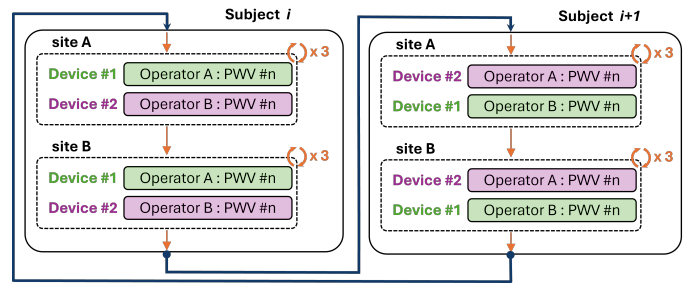 Subject i
site A
x 3
Device #1 Operator A : PWV #n
Device #2 Operator B : PWV #n
site B
x 3
Device #1 Operator A : PWV #n
Device #2 Operator B : PWV #n
Subject i+1
site A
x 3
Device #2 Operator A : PWV #n
Device #1 Operator B : PWV #n
site B
x 3
Device #2 Operator A : PWV #n
Device #1 Operator B : PWV #n